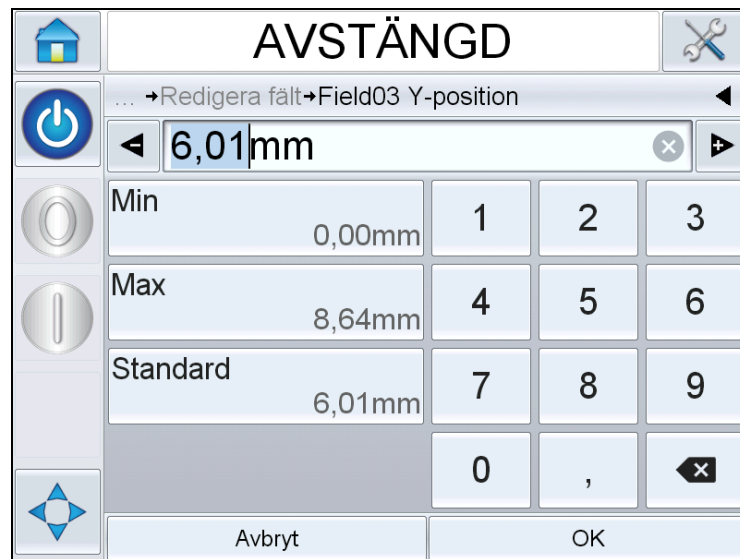 AVSTÄNGD
... →Redigera fält→Field03 Y-position
6,01mm
Min
0,00mm
Max
8,64mm
Standard
6,01mm
1 2 3
4 5 6
7 8 9
0 ,
Avbryt OK